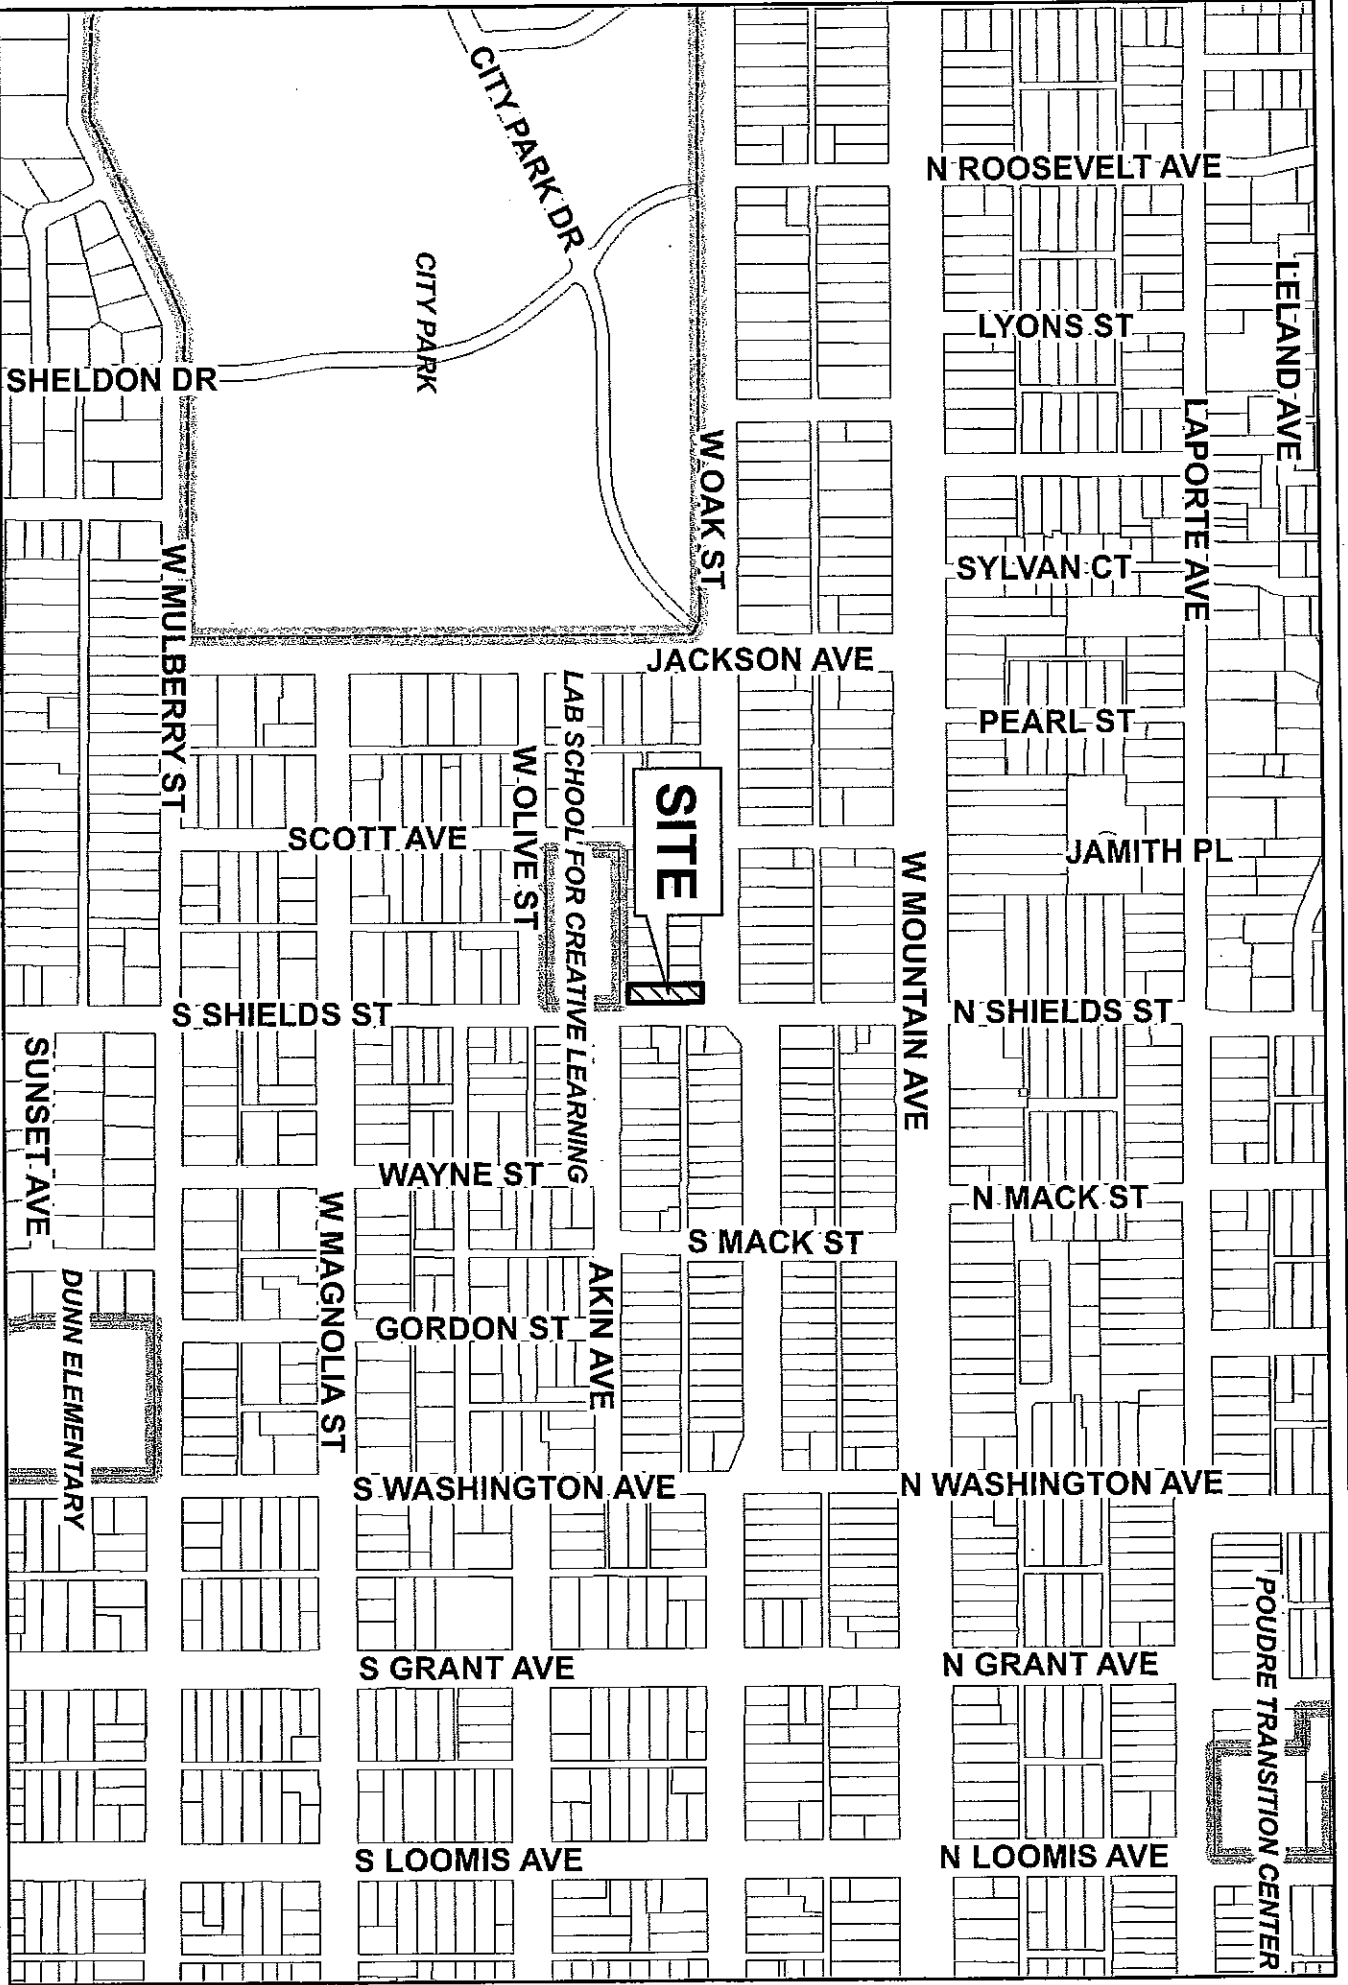 CITY PARK DR
N ROOSEVELT AVE
CITY PARK
LELAND AVE
LYONS ST
SHELDON DR
LAPORTE AVE
W OAK ST
W MULBERRY ST
SYLVAN CT
JACKSON AVE
LAB SCHOOL FOR CREATIVE LEARNING
PEARL ST
W OLIVE ST
SITE
SCOTT AVE
JAMITH PL
W MOUNTAIN AVE
S SHIELDS ST
N SHIELDS ST
SUNSET AVE
WAYNE ST
N MACK ST
W MAGNOLIA ST
S MACK ST
AKIN AVE
DUNN ELEMENTARY
GORDON ST
S WASHINGTON AVE
N WASHINGTON AVE
POUDRE TRANSITION CENTER
S GRANT AVE
N GRANT AVE
S LOOMIS AVE
N LOOMIS AVE